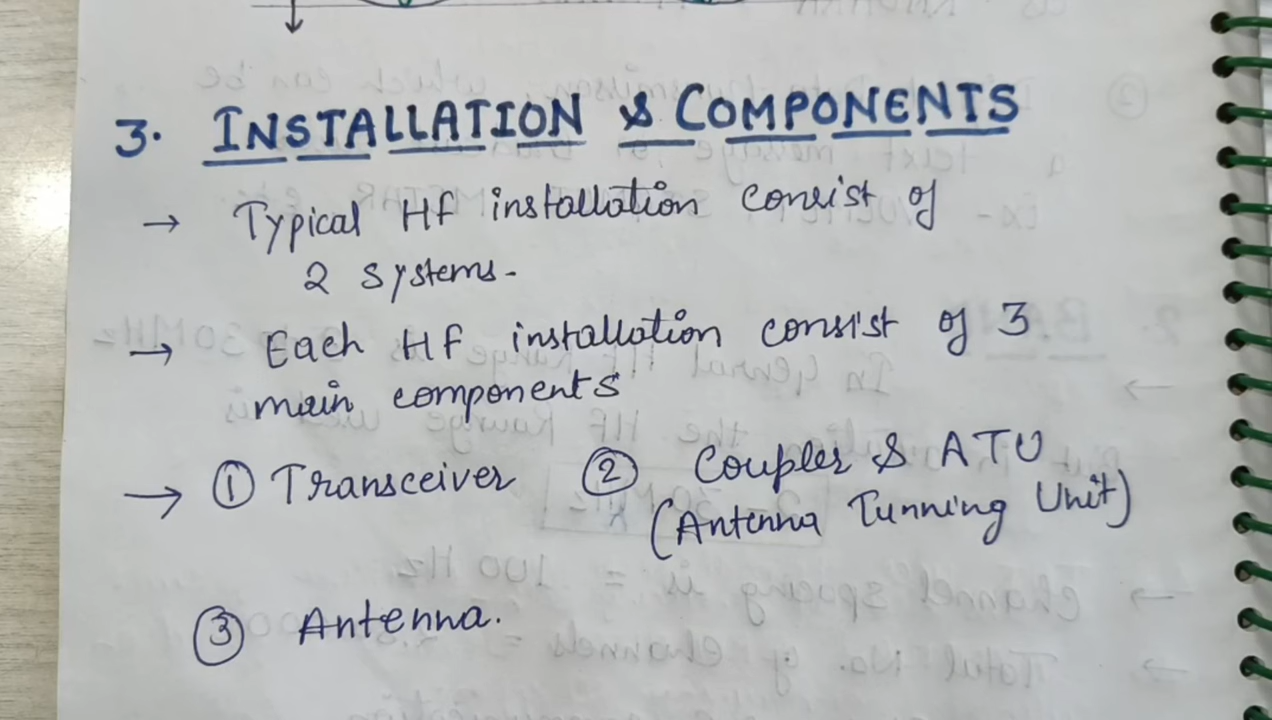 3. INSTALLATION & COMPONENTS
→ Typical HF installation consist of
2 systems-
→ Each HF installation consist of 3
main components
→ ① Transceiver ② Coupler & ATU
(Antenna Tunning Unit)
③ Antenna.